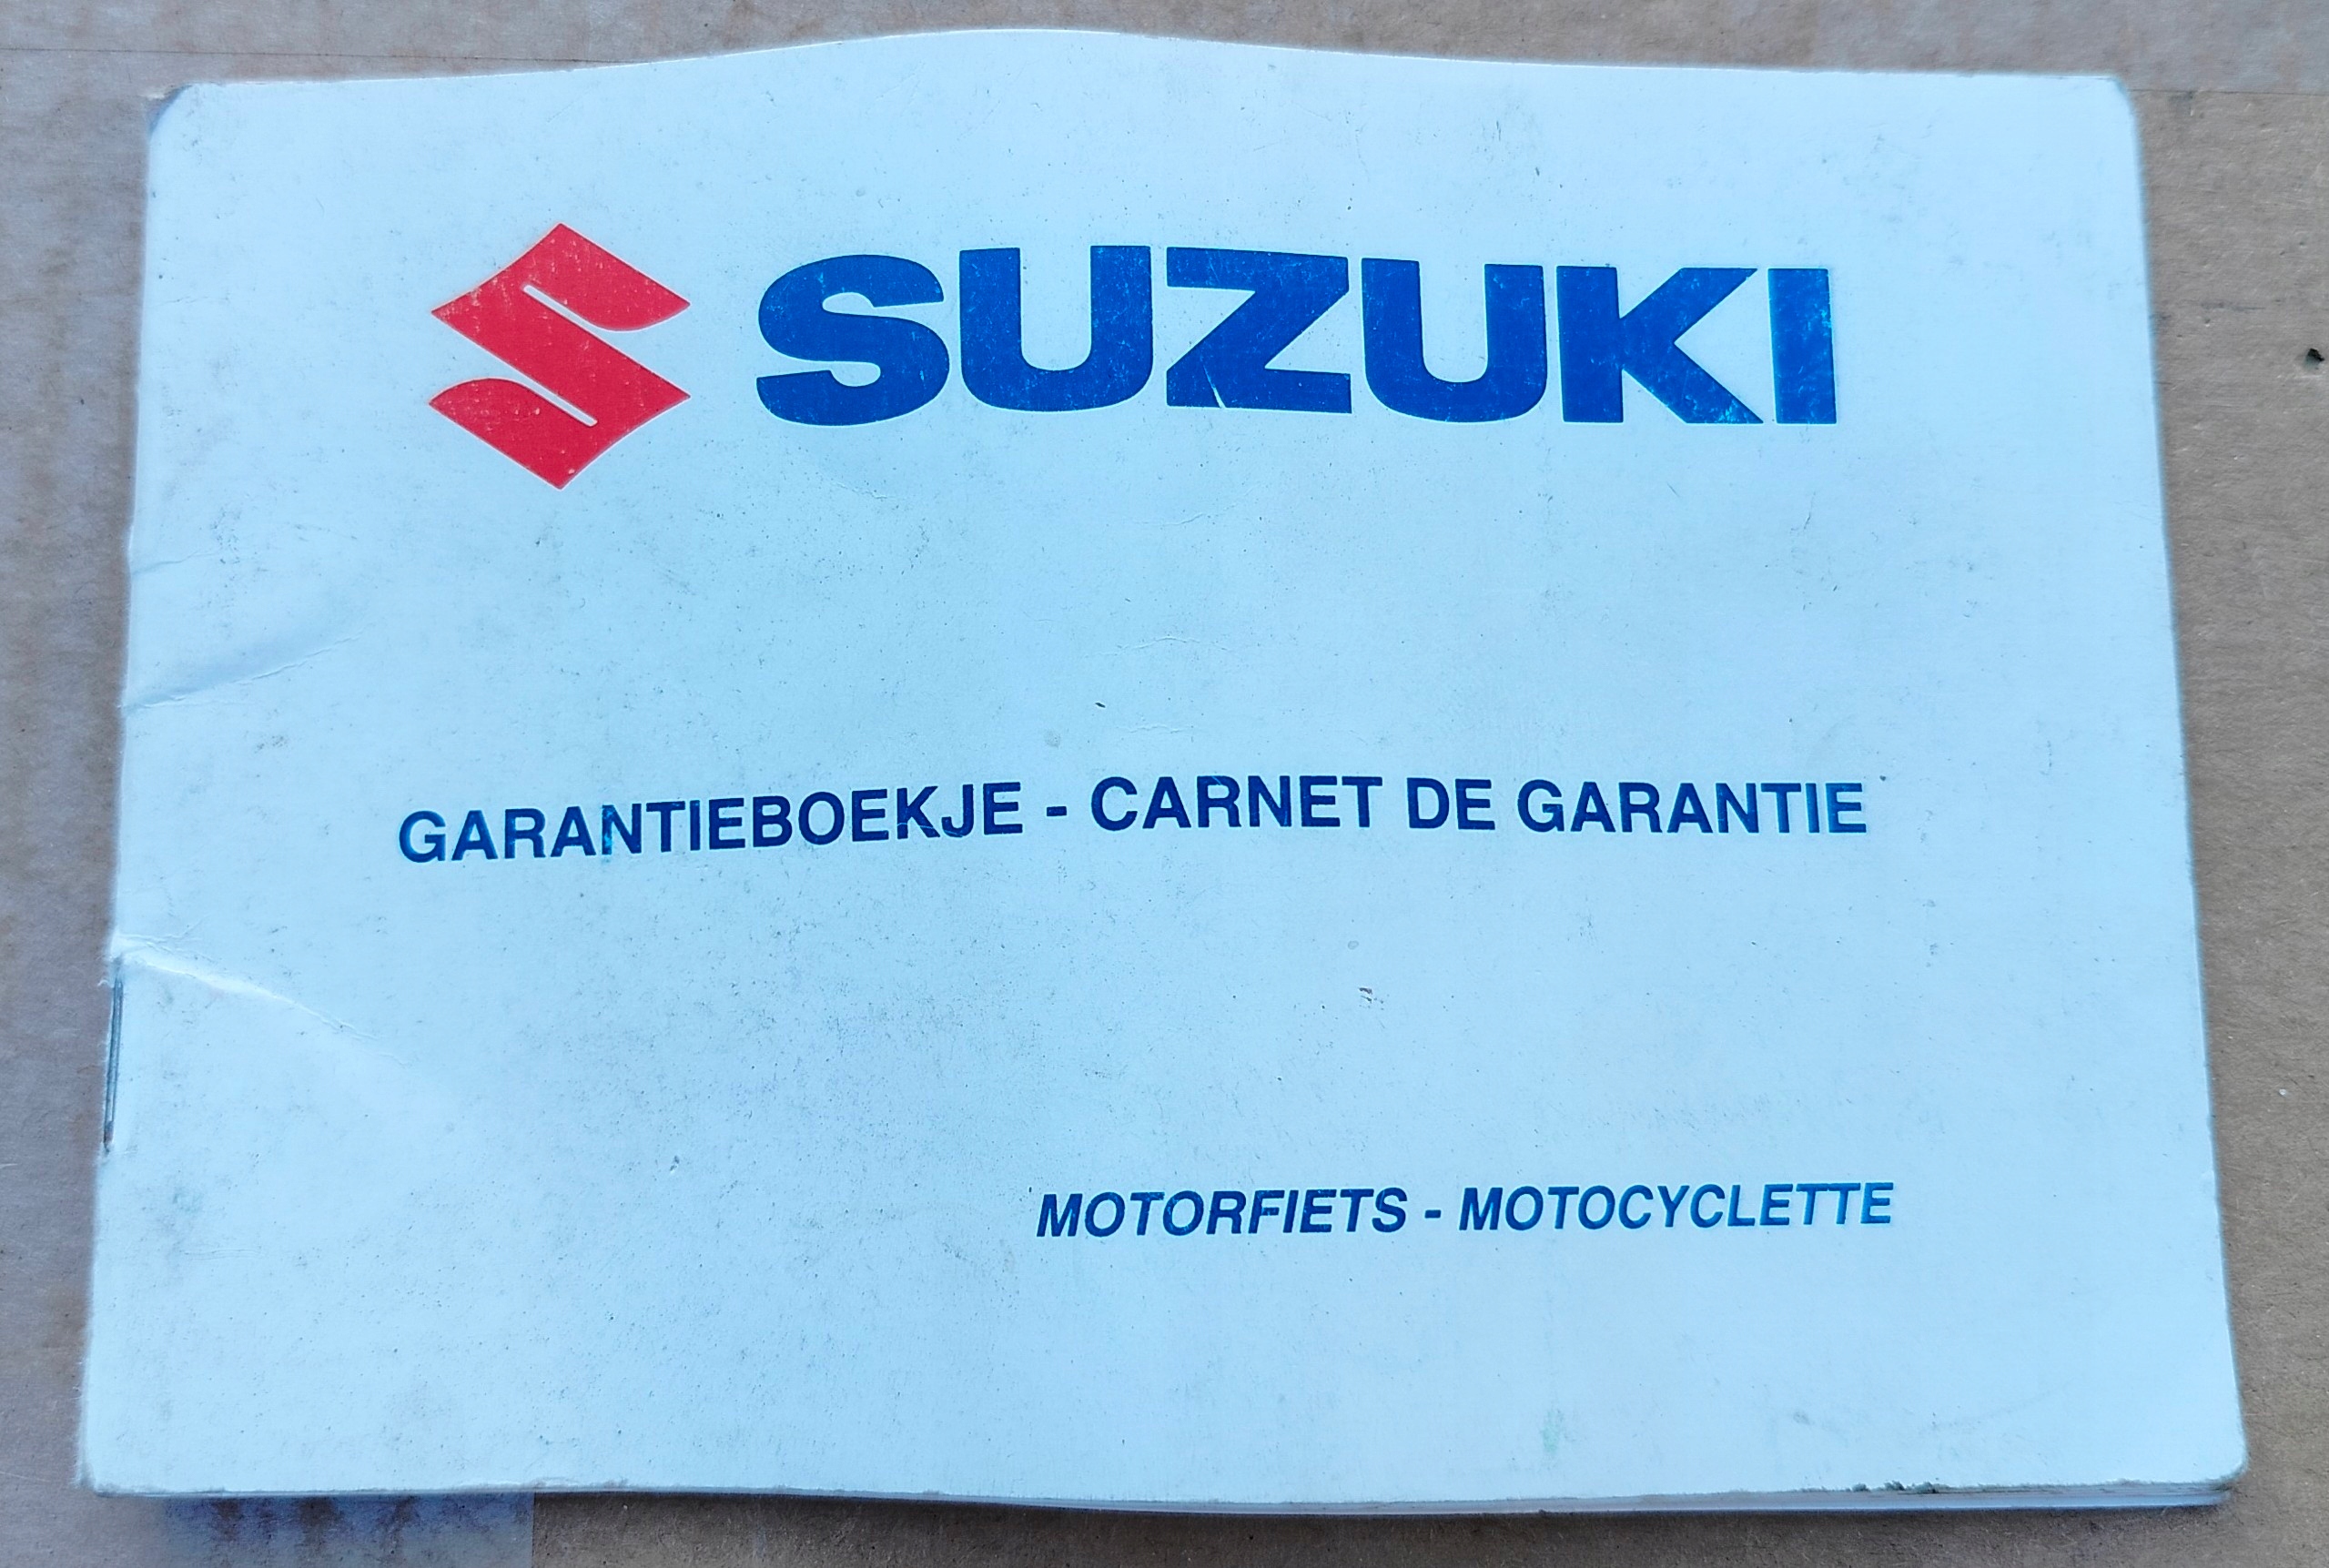 SUZUKI
GARANTIEBOEKJE - CARNET DE GARANTIE
MOTORFIETS - MOTOCYCLETTE